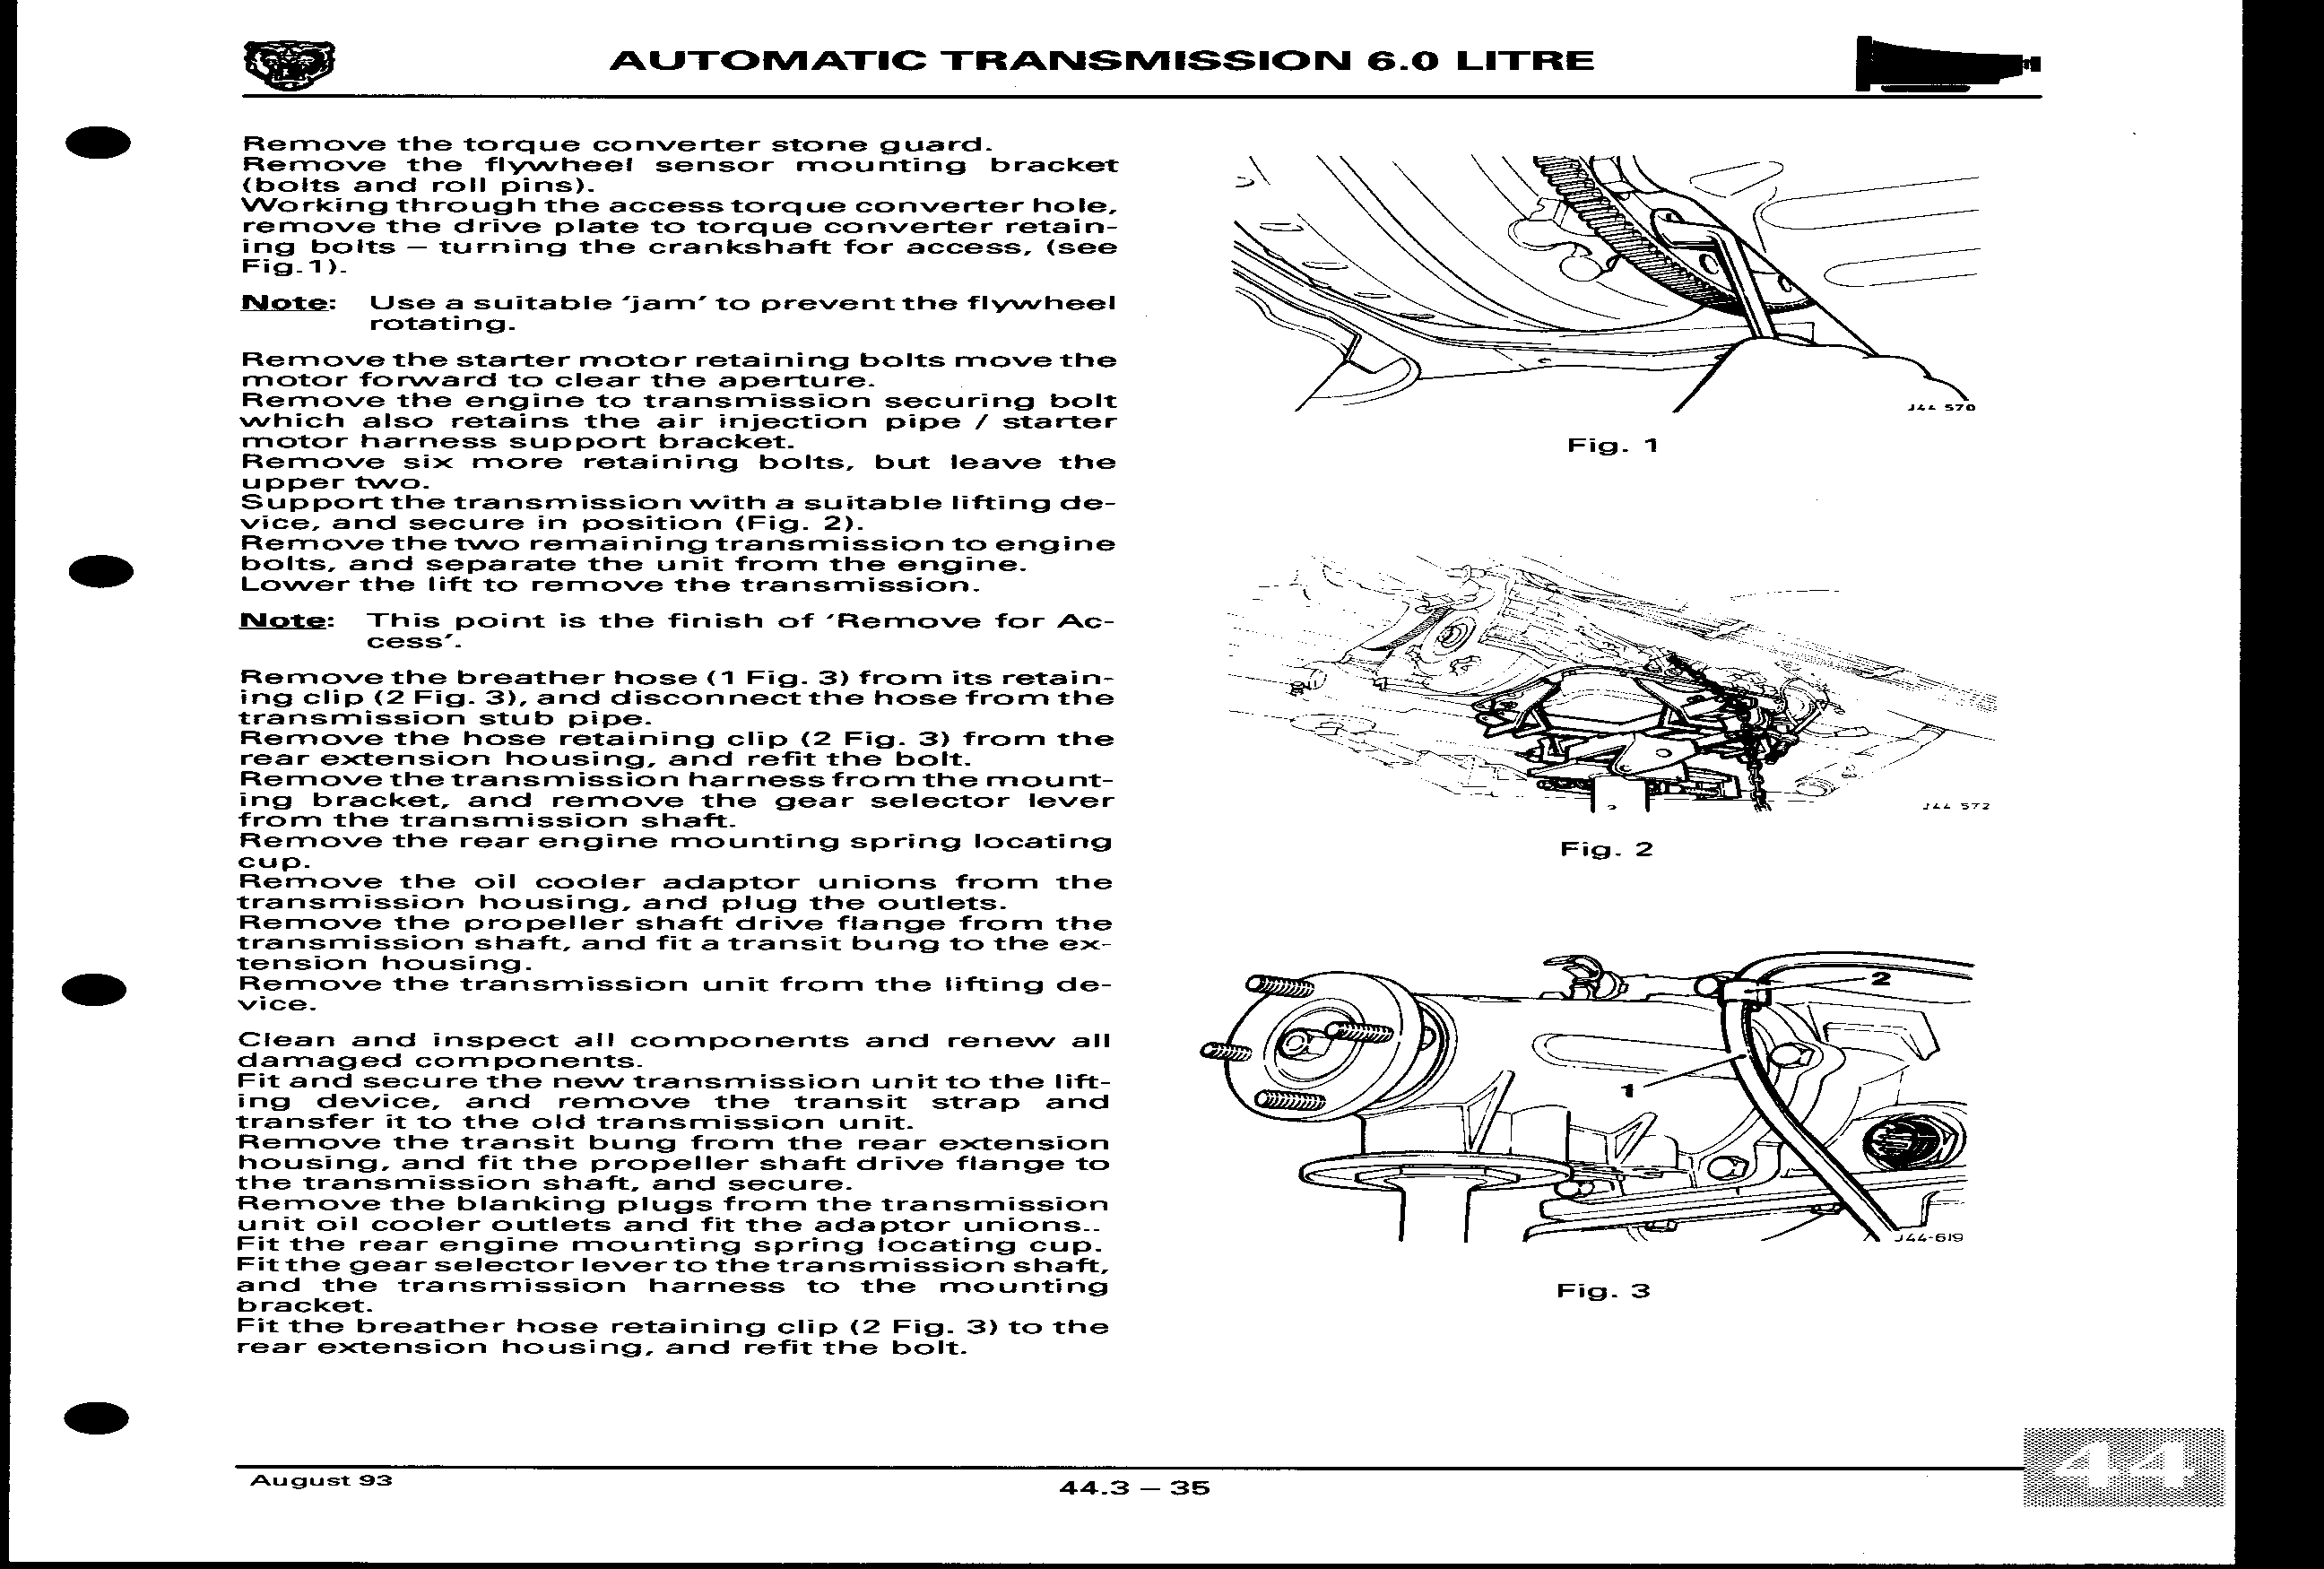 AUTOMATIC TRANSMISSION 6.0 LITRE
Remove the torque converter stone guard.
Remove the flywheel sensor mounting bracket
(bolts and roll pins).
Working through the access torque converter hole,
remove the drive plate to torque converter retain-
ing bolts – turning the crankshaft for access, (see
Fig.1).
Note: Use a suitable 'jam' to prevent the flywheel
rotating.
Remove the starter motor retaining bolts move the
motor forward to clear the aperture.
Remove the engine to transmission securing bolt
which also retains the air injection pipe / starter
motor harness support bracket.
Remove six more retaining bolts, but leave the
upper two.
Support the transmission with a suitable lifting de-
vice, and secure in position (Fig. 2).
Remove the two remaining transmission to engine
bolts, and separate the unit from the engine.
Lower the lift to remove the transmission.
Note: This point is the finish of 'Remove for Ac-
cess'.
Remove the breather hose (1 Fig. 3) from its retain-
ing clip (2 Fig. 3), and disconnect the hose from the
transmission stub pipe.
Remove the hose retaining clip (2 Fig. 3) from the
rear extension housing, and refit the bolt.
Remove the transmission harness from the mount-
ing bracket, and remove the gear selector lever
from the transmission shaft.
Remove the rear engine mounting spring locating
cup.
Remove the oil cooler adaptor unions from the
transmission housing, and plug the outlets.
Remove the propeller shaft drive flange from the
transmission shaft, and fit a transit bung to the ex-
tension housing.
Remove the transmission unit from the lifting de-
vice.
Clean and inspect all components and renew all
damaged components.
Fit and secure the new transmission unit to the lift-
ing device, and remove the transit strap and
transfer it to the old transmission unit.
Remove the transit bung from the rear extension
housing, and fit the propeller shaft drive flange to
the transmission shaft, and secure.
Remove the blanking plugs from the transmission
unit oil cooler outlets and fit the adaptor unions..
Fit the rear engine mounting spring locating cup.
Fit the gear selector lever to the transmission shaft,
and the transmission harness to the mounting
bracket.
Fit the breather hose retaining clip (2 Fig. 3) to the
rear extension housing, and refit the bolt.
J44 570
Fig. 1
J44 572
Fig. 2
2
1
J44-619
Fig. 3
August 93
44.3 – 35
44